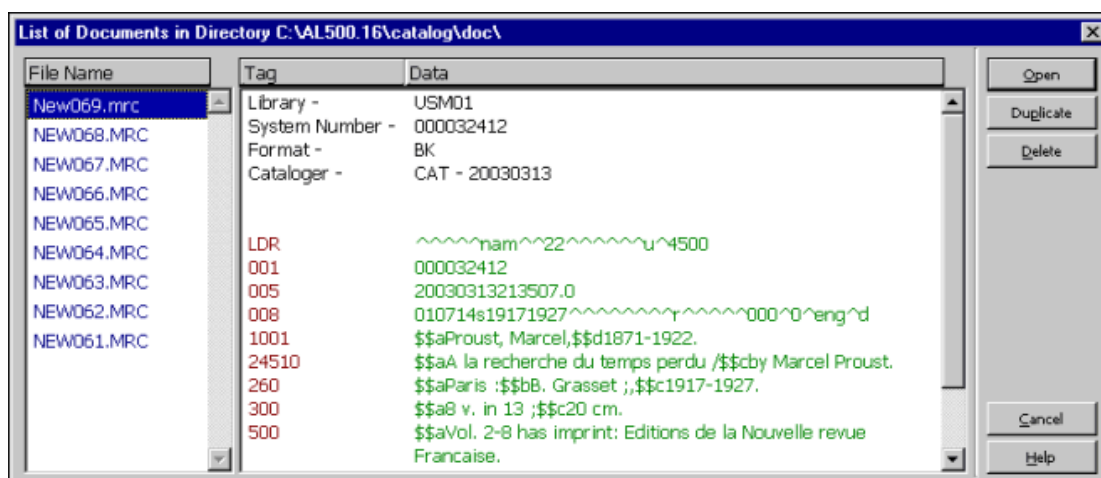 List of Documents in Directory C:\AL500.16\catalog\doc\
File Name
New069.mrc
NEW068.MRC
NEW067.MRC
NEW066.MRC
NEW065.MRC
NEW064.MRC
NEW063.MRC
NEW062.MRC
NEW061.MRC
Tag Data
Library - USM01
System Number - 000032412
Format - BK
Cataloger - CAT - 20030313
LDR ^^^^^nam^^22^^^^^^u^4500
001 000032412
005 20030313213507.0
008 010714s19171927^^^^^^^^r^^^^^000^0^eng^d
1001 $$aProust, Marcel,$$d1871-1922.
24510 $$aA la recherche du temps perdu /$$cby Marcel Proust.
260 $$aParis :$$bB. Grasset ;,$$c1917-1927.
300 $$a8 v. in 13 ;$$c20 cm.
500 $$aVol. 2-8 has imprint: Editions de la Nouvelle revue
Francaise.
Open
Duplicate
Delete
Cancel
Help